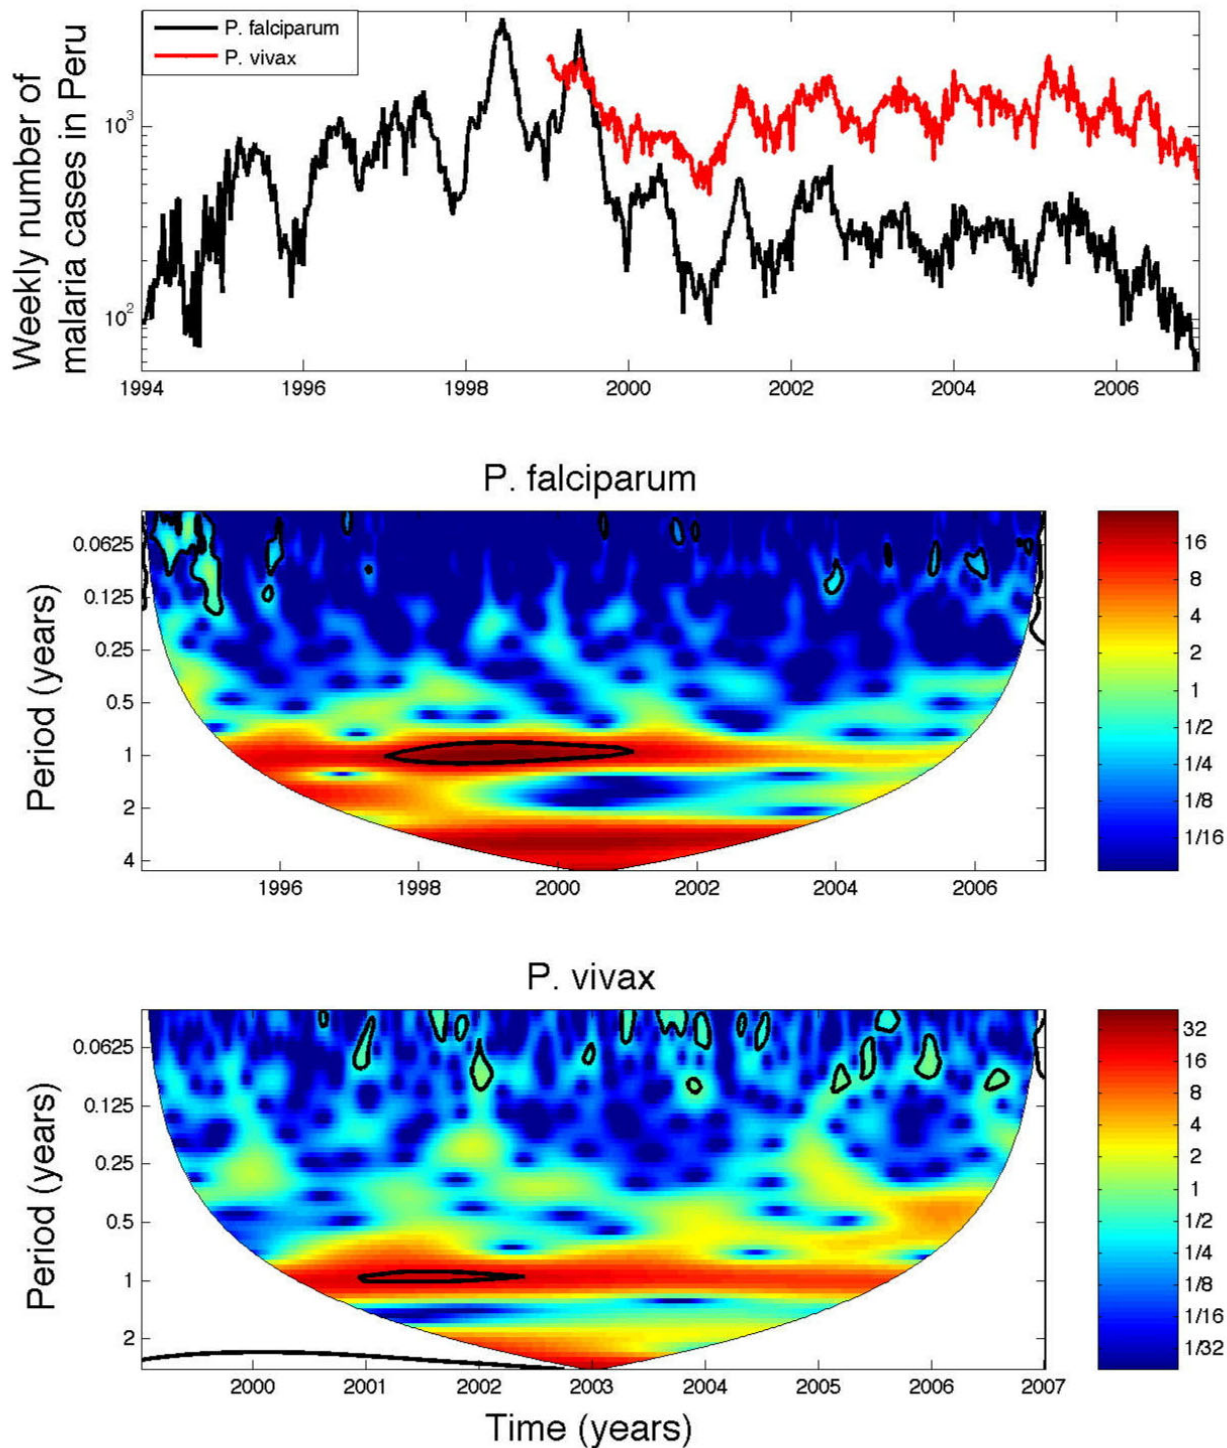 Weekly number of
malaria cases in Peru
P. falciparum
P. vivax
10^3
10^2
1994 1996 1998 2000 2002 2004 2006
P. falciparum
Period (years)
0.0625
0.125
0.25
0.5
1
2
4
1996 1998 2000 2002 2004 2006
16
8
4
2
1
1/2
1/4
1/8
1/16
P. vivax
Period (years)
0.0625
0.125
0.25
0.5
1
2
2000 2001 2002 2003 2004 2005 2006 2007
32
16
8
4
2
1
1/2
1/4
1/8
1/16
1/32
Time (years)